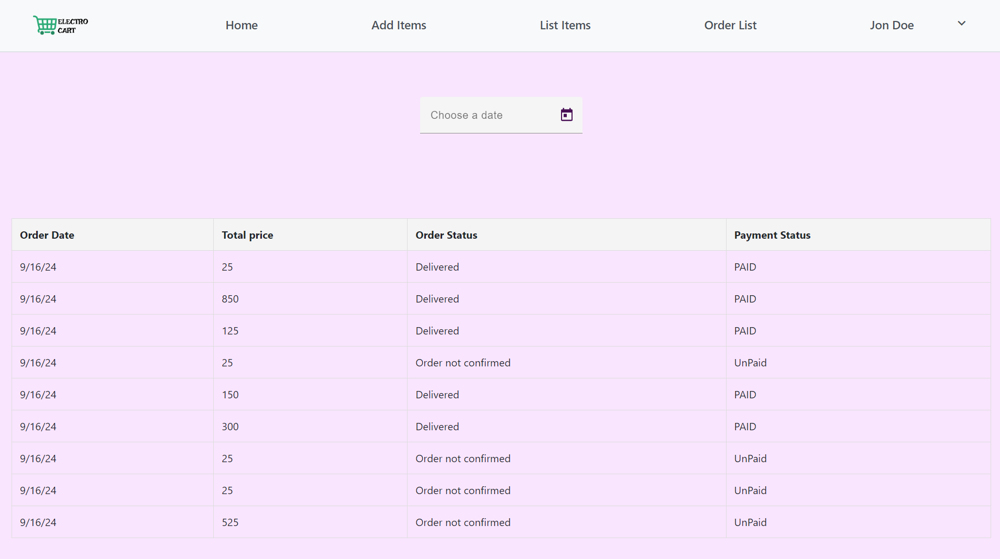 ELECTRO
CART
Home Add Items List Items Order List Jon Doe
Choose a date
Order Date Total price Order Status Payment Status
9/16/24 25 Delivered PAID
9/16/24 850 Delivered PAID
9/16/24 125 Delivered PAID
9/16/24 25 Order not confirmed UnPaid
9/16/24 150 Delivered PAID
9/16/24 300 Delivered PAID
9/16/24 25 Order not confirmed UnPaid
9/16/24 25 Order not confirmed UnPaid
9/16/24 525 Order not confirmed UnPaid